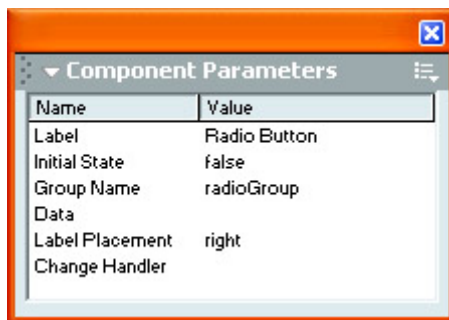 Component Parameters
Name Value
Label Radio Button
Initial State false
Group Name radioGroup
Data
Label Placement right
Change Handler